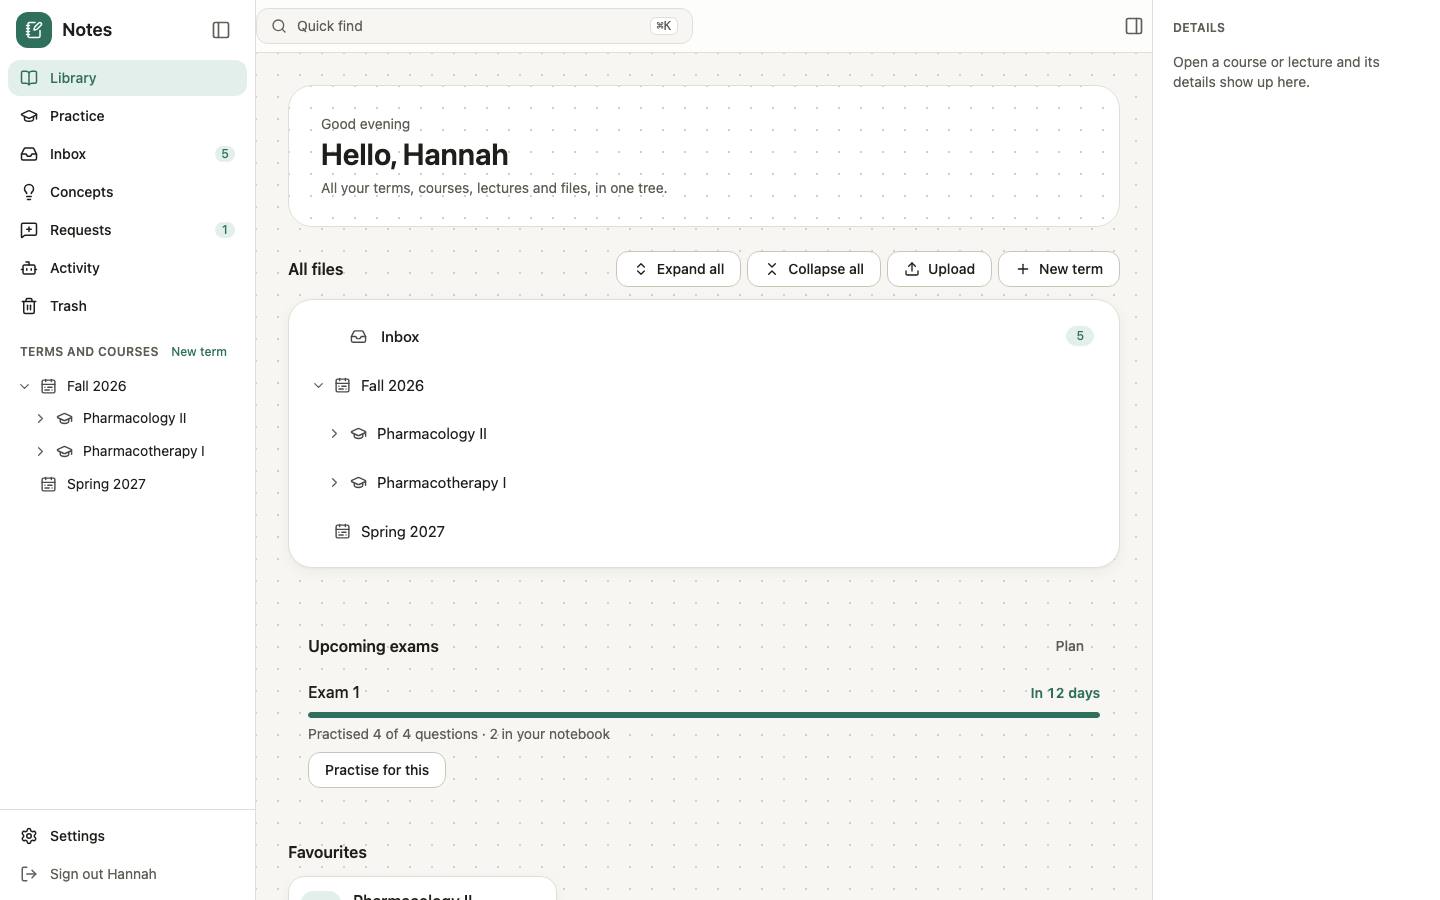 Notes
Library
Practice
Inbox 5
Concepts
Requests 1
Activity
Trash
TERMS AND COURSES New term
Fall 2026
Pharmacology II
Pharmacotherapy I
Spring 2027
Settings
Sign out Hannah
Quick find ⌘K
Good evening
Hello, Hannah
All your terms, courses, lectures and files, in one tree.
All files Expand all Collapse all Upload New term
Inbox 5
Fall 2026
Pharmacology II
Pharmacotherapy I
Spring 2027
Upcoming exams Plan
Exam 1 In 12 days
Practised 4 of 4 questions · 2 in your notebook
Practise for this
Favourites
Pharmacology II
DETAILS
Open a course or lecture and its
details show up here.